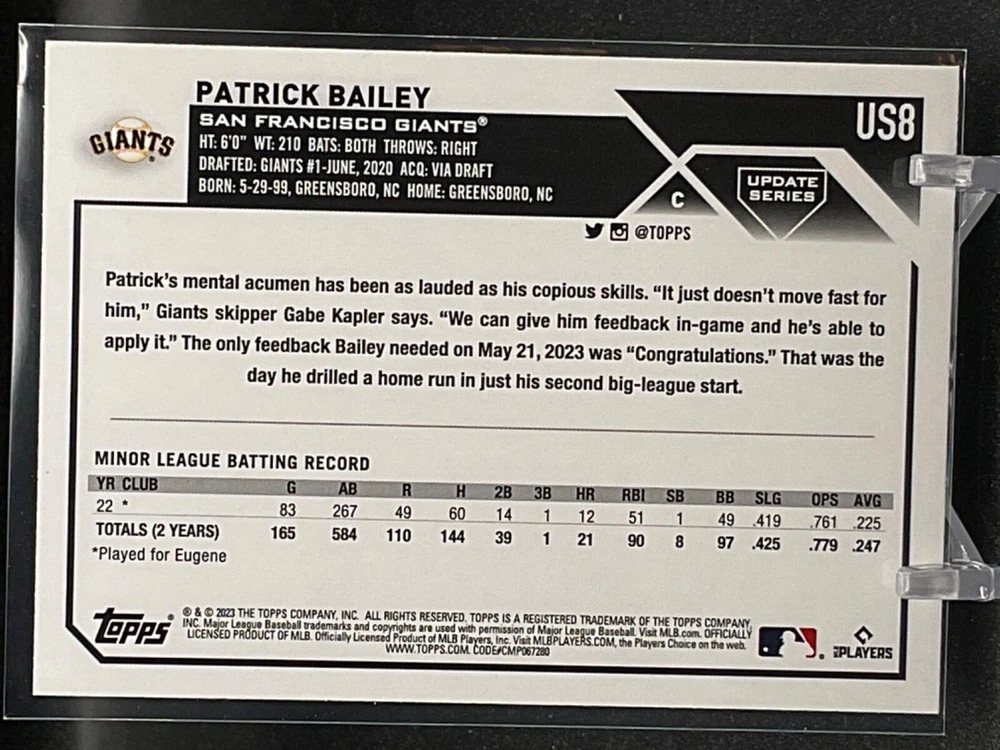 PATRICK BAILEY
US8
GIANTS
SAN FRANCISCO GIANTS®
HT: 6'0" WT: 210 BATS: BOTH THROWS: RIGHT
DRAFTED: GIANTS #1-JUNE, 2020 ACQ: VIA DRAFT
BORN: 5-29-99, GREENSBORO, NC HOME: GREENSBORO, NC
C
UPDATE
SERIES
@TOPPS
Patrick's mental acumen has been as lauded as his copious skills. "It just doesn't move fast for
him," Giants skipper Gabe Kapler says. "We can give him feedback in-game and he's able to
apply it." The only feedback Bailey needed on May 21, 2023 was "Congratulations." That was the
day he drilled a home run in just his second big-league start.
MINOR LEAGUE BATTING RECORD
YR CLUB G AB R H 2B 3B HR RBI SB BB SLG OPS AVG
22 * 83 267 49 60 14 1 12 51 1 49 .419 .761 .225
TOTALS (2 YEARS) 165 584 110 144 39 1 21 90 8 97 .425 .779 .247
*Played for Eugene
Topps®
® & © 2023 THE TOPPS COMPANY, INC. ALL RIGHTS RESERVED. TOPPS IS A REGISTERED TRADEMARK OF THE TOPPS COMPANY,
INC. Major League Baseball trademarks and copyrights are used with permission of Major League Baseball. Visit MLB.com. OFFICIALLY
LICENSED PRODUCT OF MLB. Officially Licensed Product of MLB Players, Inc. Visit MLBPLAYERS.COM, the Players Choice on the web.
WWW.TOPPS.COM. CODE#CMP067280
MLB PLAYERS